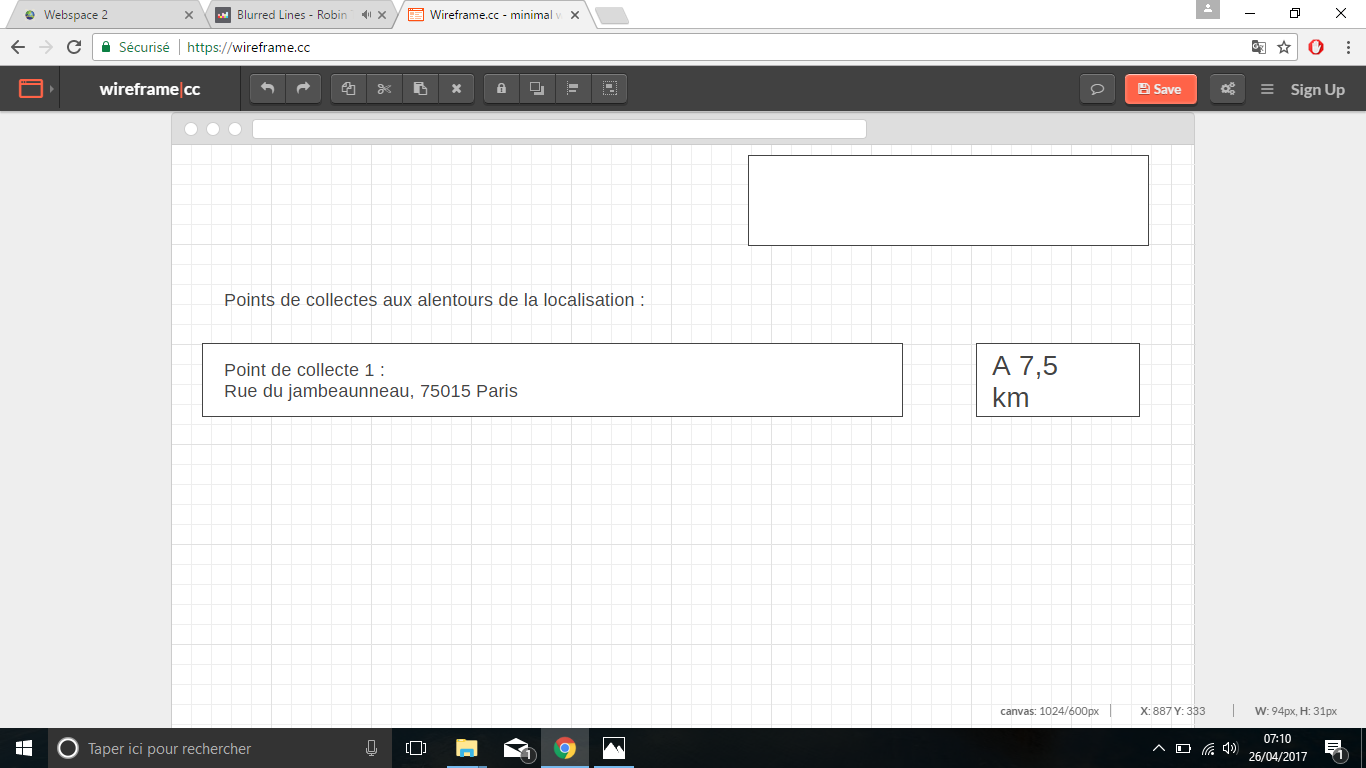 Webspace 2
Blurred Lines - Robin
Wireframe.cc - minimal
Sécurisé
https://wireframe.cc
wireframe|cc
Save
Sign Up
Points de collectes aux alentours de la localisation :
Point de collecte 1 :
Rue du jambeaunneau, 75015 Paris
A 7,5
km
canvas: 1024/600px
X: 887 Y: 333
W: 94px, H: 31px
Taper ici pour rechercher
1
07:10
26/04/2017
1